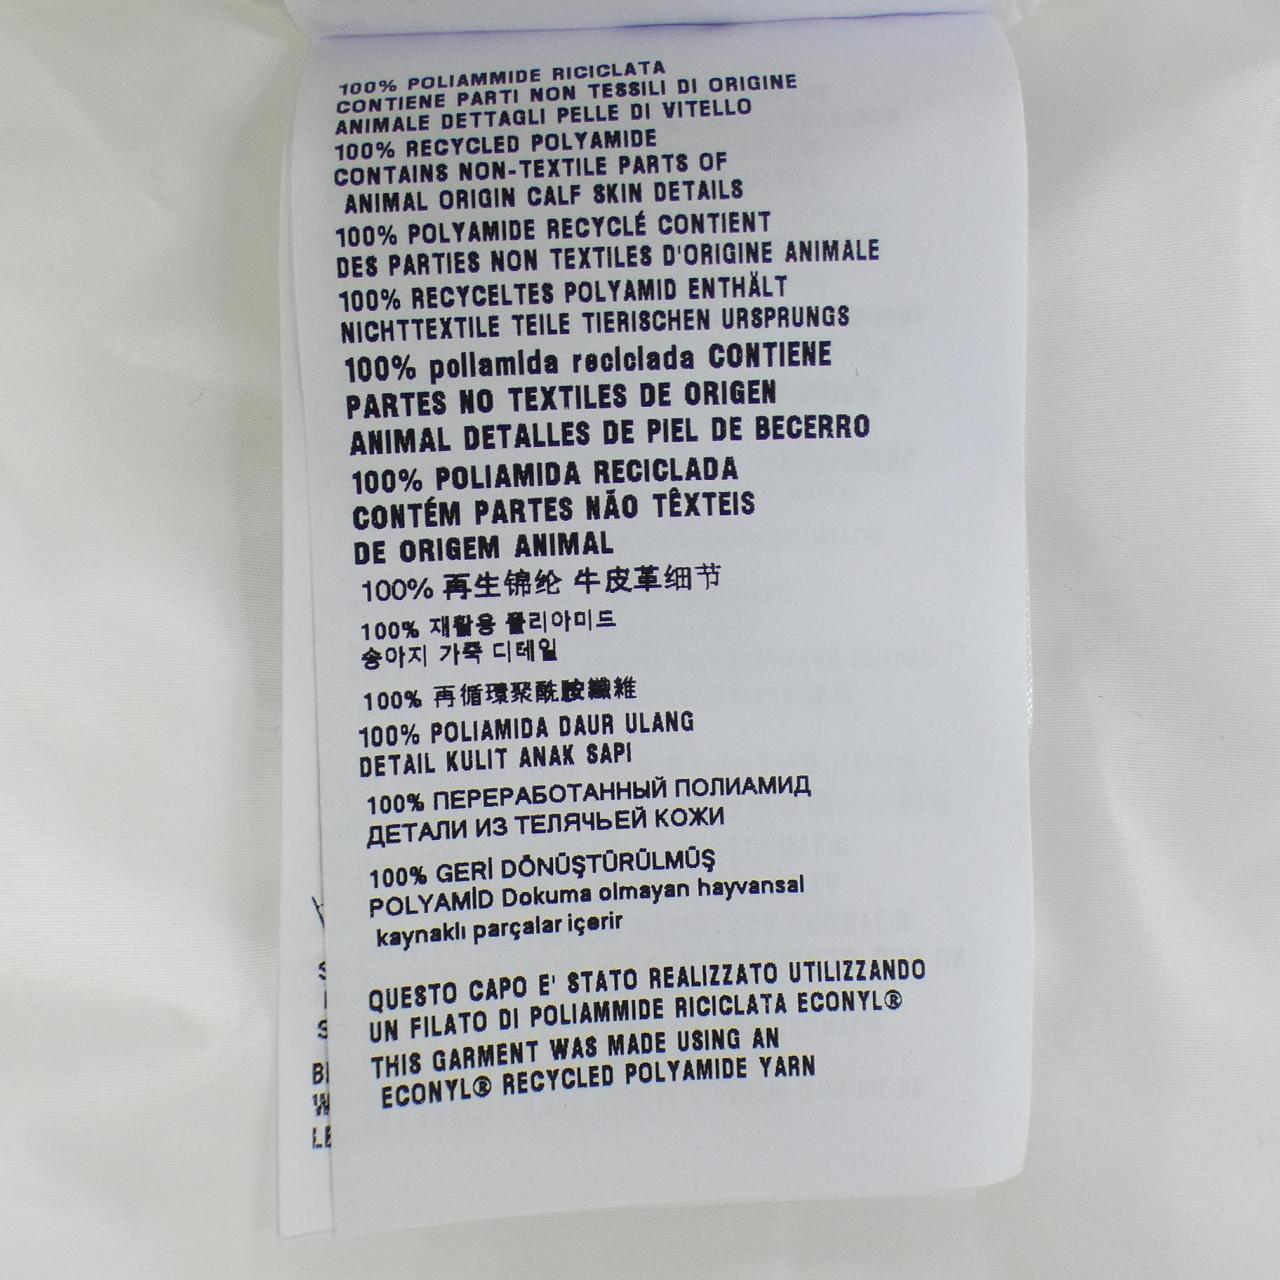 100% POLIAMMIDE RICICLATA
CONTIENE PARTI NON TESSILI DI ORIGINE
ANIMALE DETTAGLI PELLE DI VITELLO
100% RECYCLED POLYAMIDE
CONTAINS NON-TEXTILE PARTS OF
ANIMAL ORIGIN CALF SKIN DETAILS
100% POLYAMIDE RECYCLÉ CONTIENT
DES PARTIES NON TEXTILES D'ORIGINE ANIMALE
100% RECYCELTES POLYAMID ENTHÄLT
NICHTTEXTILE TEILE TIERISCHEN URSPRUNGS
100% poliamida reciclada CONTIENE
PARTES NO TEXTILES DE ORIGEN
ANIMAL DETALLES DE PIEL DE BECERRO
100% POLIAMIDA RECICLADA
CONTÉM PARTES NÃO TÊXTEIS
DE ORIGEM ANIMAL
100% 再生锦纶 牛皮革细节
100% 재활용 폴리아미드
송아지 가죽 디테일
100% 再循環聚酰胺纖維
100% POLIAMIDA DAUR ULANG
DETAIL KULIT ANAK SAPI
100% ПЕРЕРАБОТАННЫЙ ПОЛИАМИД
ДЕТАЛИ ИЗ ТЕЛЯЧЬЕЙ КОЖИ
100% GERİ DÖNÜŞTÜRÜLMÜŞ
POLYAMİD Dokuma olmayan hayvansal
kaynaklı parçalar içerir
QUESTO CAPO E' STATO REALIZZATO UTILIZZANDO
UN FILATO DI POLIAMMIDE RICICLATA ECONYL®
THIS GARMENT WAS MADE USING AN
ECONYL® RECYCLED POLYAMIDE YARN